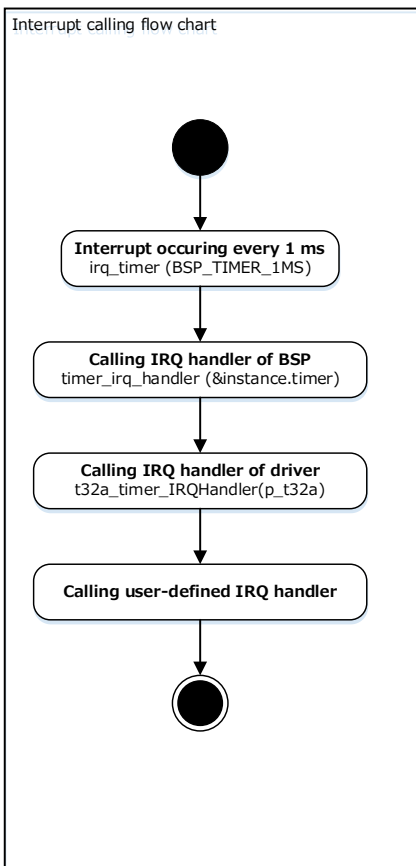 Interrupt calling flow chart
Interrupt occuring every 1 ms
irq_timer (BSP_TIMER_1MS)
Calling IRQ handler of BSP
timer_irq_handler (&instance.timer)
Calling IRQ handler of driver
t32a_timer_IRQHandler(p_t32a)
Calling user-defined IRQ handler